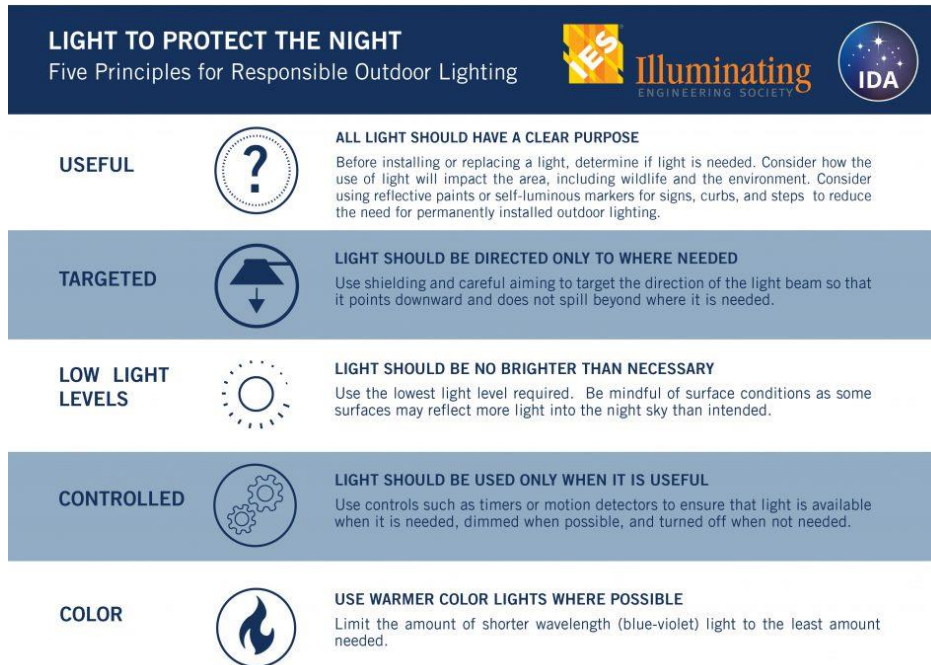 LIGHT TO PROTECT THE NIGHT
Five Principles for Responsible Outdoor Lighting
IES
Illuminating
ENGINEERING SOCIETY
IDA
USEFUL
?
ALL LIGHT SHOULD HAVE A CLEAR PURPOSE
Before installing or replacing a light, determine if light is needed. Consider how the
use of light will impact the area, including wildlife and the environment. Consider
using reflective paints or self-luminous markers for signs, curbs, and steps to reduce
the need for permanently installed outdoor lighting.
TARGETED
LIGHT SHOULD BE DIRECTED ONLY TO WHERE NEEDED
Use shielding and careful aiming to target the direction of the light beam so that
it points downward and does not spill beyond where it is needed.
LOW LIGHT
LEVELS
LIGHT SHOULD BE NO BRIGHTER THAN NECESSARY
Use the lowest light level required. Be mindful of surface conditions as some
surfaces may reflect more light into the night sky than intended.
CONTROLLED
LIGHT SHOULD BE USED ONLY WHEN IT IS USEFUL
Use controls such as timers or motion detectors to ensure that light is available
when it is needed, dimmed when possible, and turned off when not needed.
COLOR
USE WARMER COLOR LIGHTS WHERE POSSIBLE
Limit the amount of shorter wavelength (blue-violet) light to the least amount
needed.